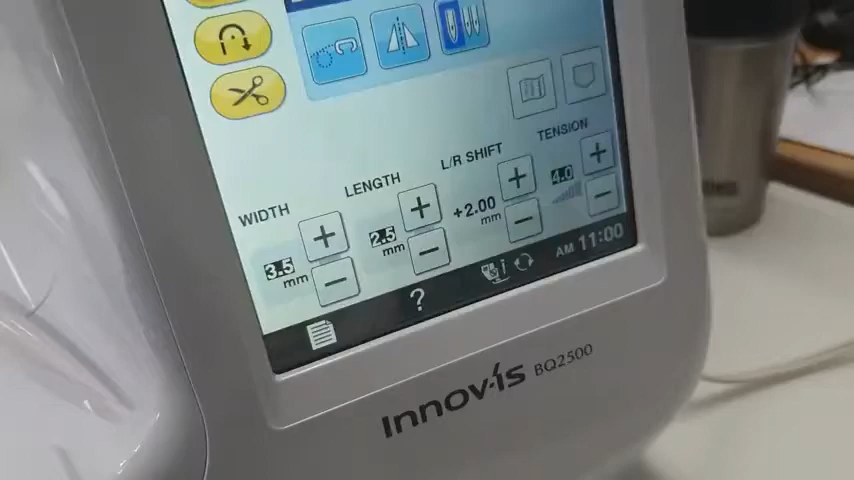 WIDTH
3.5
mm
LENGTH
2.5
mm
L/R SHIFT
+2.00
mm
TENSION
4.0
?
AM 11:00
Innov-is BQ2500